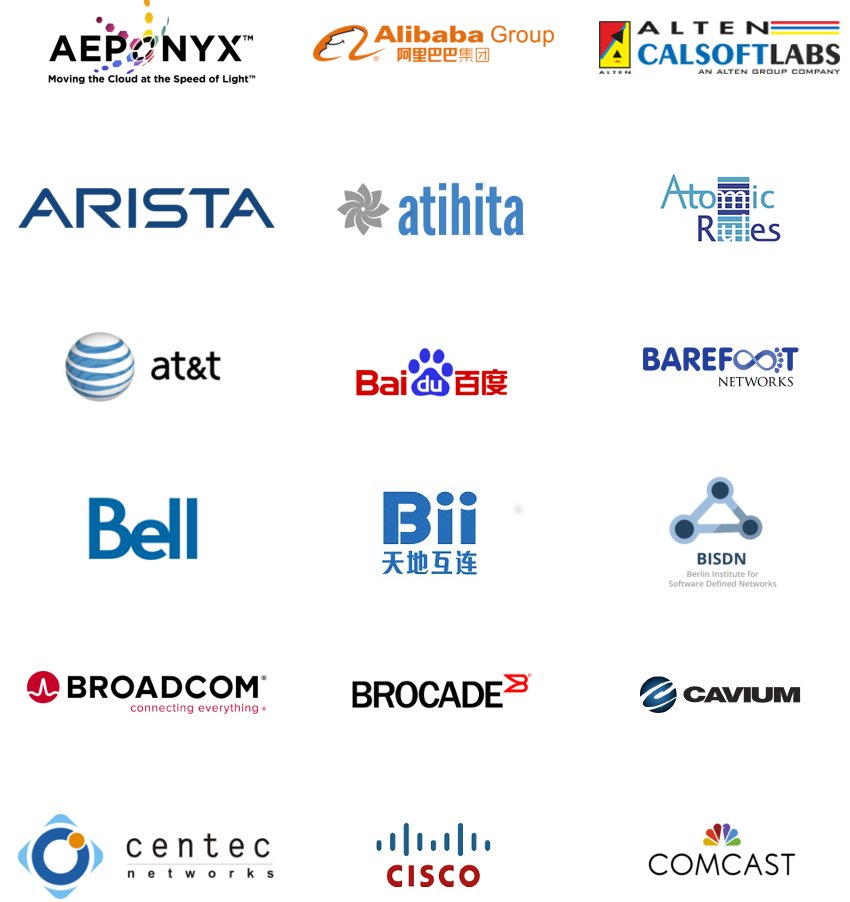 AEPONYX™
Moving the Cloud at the Speed of Light™
Alibaba Group
®阿里巴巴集团
ALTEN
CALSOFTLABS
ALTEN
AN ALTEN GROUP COMPANY
ARISTA
atihita
Atomic
Rules
at&t
Bai du 百度
BAREFOOT
NETWORKS
Bell
Bii
天地互连
BISDN
Berlin Institute for
Software Defined Networks
BROADCOM®
connecting everything®
BROCADE
CAVIUM
centec
networks
CISCO
COMCAST